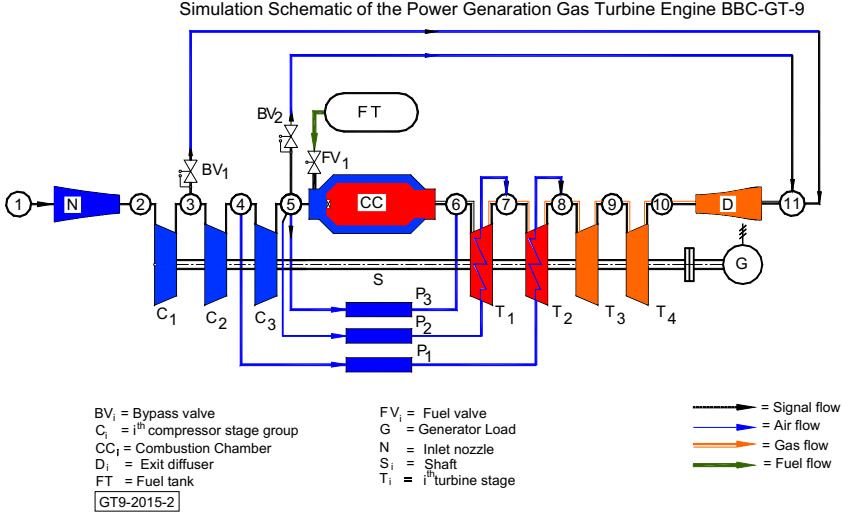 Simulation Schematic of the Power Genaration Gas Turbine Engine BBC-GT-9
BV2
FT
BV1
FV1
1
N
2
3
4
5
CC
6
7
8
9
10
D
11
S
G
C1
C2
C3
P3
P2
P1
T1
T2
T3
T4
BVi = Bypass valve
Ci = ith compressor stage group
CC1 = Combustion Chamber
Di = Exit diffuser
FT = Fuel tank
GT9-2015-2
FVi = Fuel valve
G = Generator Load
N = Inlet nozzle
Si = Shaft
Ti = ith turbine stage
= Signal flow
= Air flow
= Gas flow
= Fuel flow